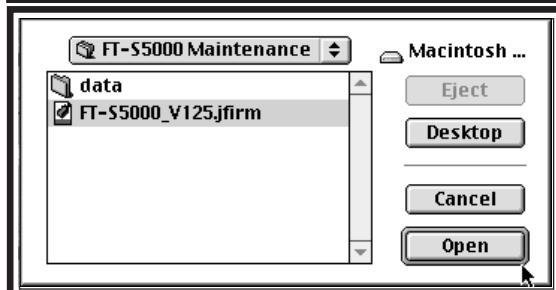 FT-S5000 Maintenance
Macintosh ...
data
FT-S5000_V125.jfirm
Eject
Desktop
Cancel
Open